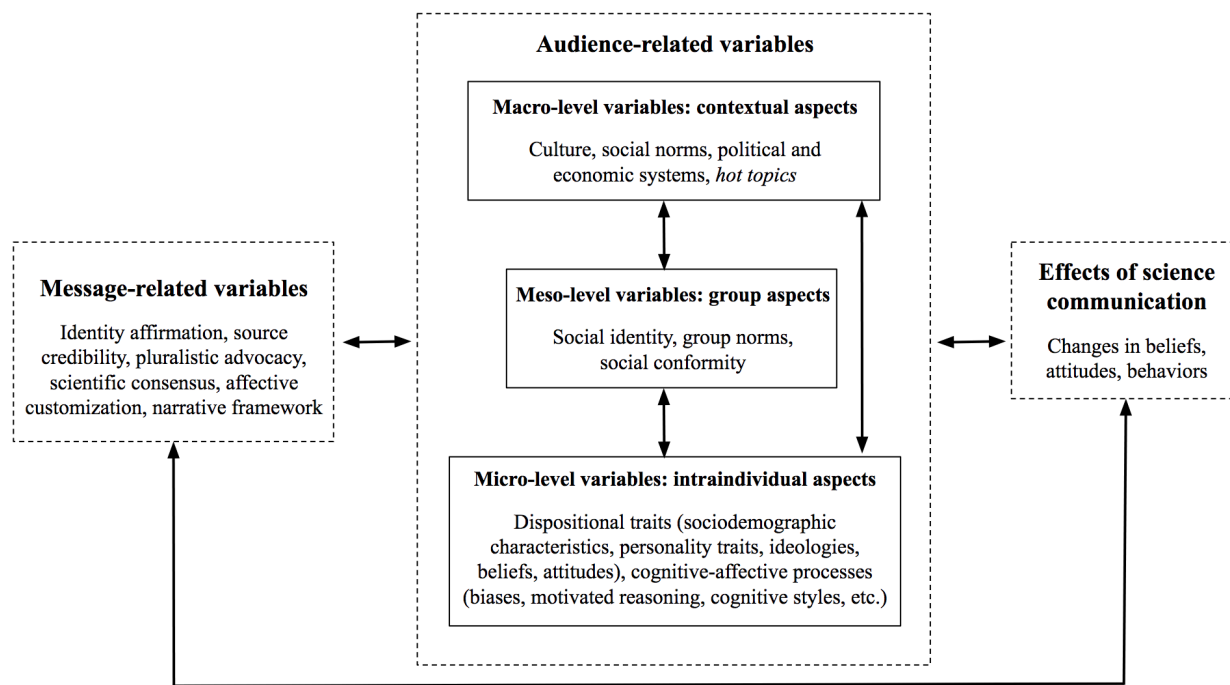 Audience-related variables
Macro-level variables: contextual aspects
Culture, social norms, political and
economic systems, hot topics
Message-related variables
Identity affirmation, source
credibility, pluralistic advocacy,
scientific consensus, affective
customization, narrative framework
Meso-level variables: group aspects
Social identity, group norms,
social conformity
Effects of science
communication
Changes in beliefs,
attitudes, behaviors
Micro-level variables: intraindividual aspects
Dispositional traits (sociodemographic
characteristics, personality traits, ideologies,
beliefs, attitudes), cognitive-affective processes
(biases, motivated reasoning, cognitive styles, etc.)